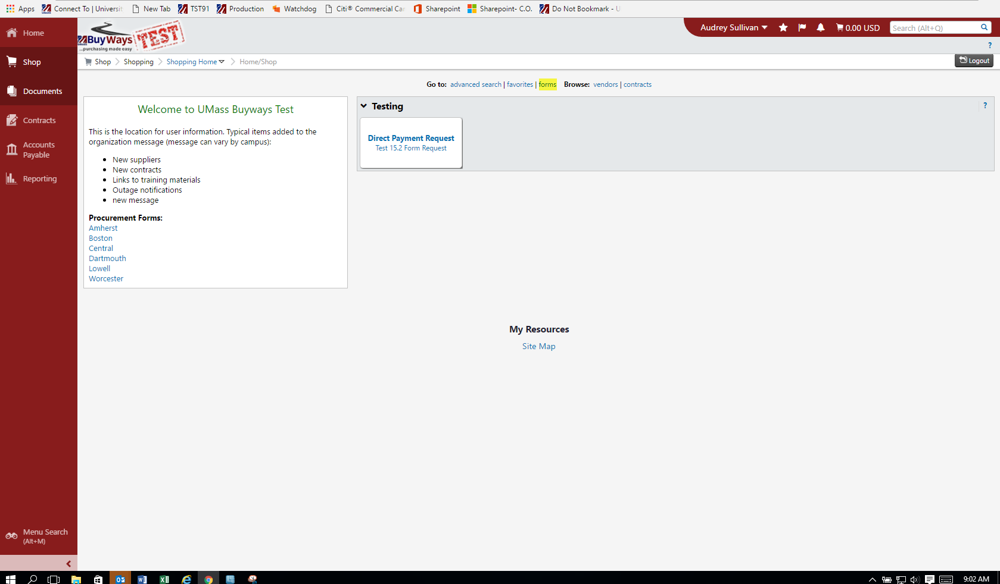 Apps
Connect To | Universit
New Tab
TST91
Production
Watchdog
Citi® Commercial Car
Sharepoint
Sharepoint- C.O.
Do Not Bookmark - U
Home
Shop
Documents
Contracts
Accounts
Payable
Reporting
Menu Search
(Alt+M)
UMASS BuyWays
...purchasing made easy
TEST
Audrey Sullivan
0.00 USD
Search (Alt+Q)
?
Shop
Shopping
Shopping Home
Home/Shop
Logout
Go to: advanced search | favorites | forms Browse: vendors | contracts
Welcome to UMass Buyways Test
This is the location for user information. Typical items added to the
organization message (message can vary by campus):
• New suppliers
• New contracts
• Links to training materials
• Outage notifications
• new message
Procurement Forms:
Amherst
Boston
Central
Dartmouth
Lowell
Worcester
Testing
?
Direct Payment Request
Test 15.2 Form Request
My Resources
Site Map
9:02 AM